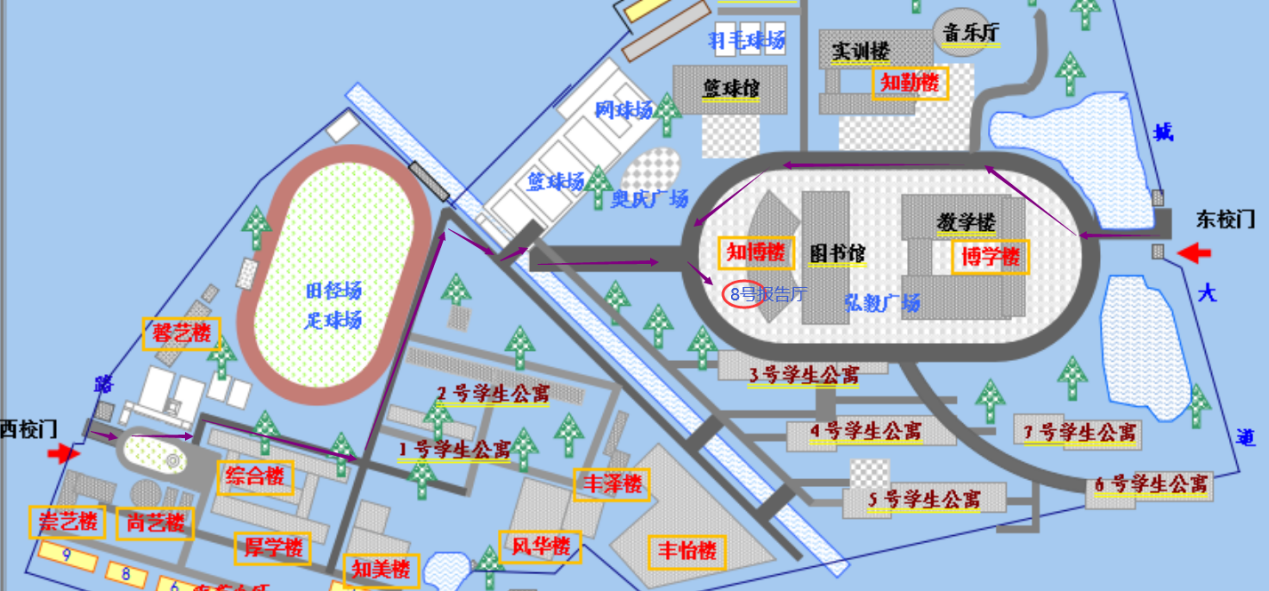 羽毛球场
实训楼
音乐厅
知勤楼
篮球馆
网球场
城
篮球场
奥庆广场
东校门
教学楼
知博楼
图书馆
博学楼
8号报告厅
弘毅广场
大
田径场
足球场
馨艺楼
3号学生公寓
路
2号学生公寓
西校门
4号学生公寓
7号学生公寓
道
1号学生公寓
综合楼
丰泽楼
6号学生公寓
5号学生公寓
崇艺楼
尚艺楼
厚学楼
风华楼
丰怡楼
知美楼
9
8
6